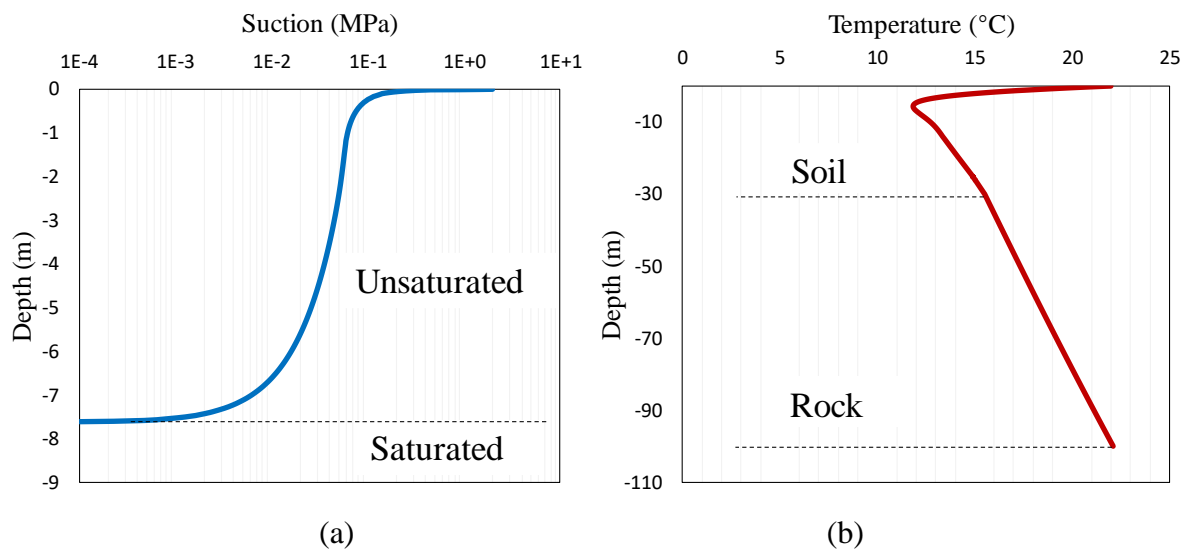 Suction (MPa)
1E-4 1E-3 1E-2 1E-1 1E+0 1E+1
0
-1
-2
-3
-4
-5
-6
-7
-8
-9
Depth (m)
Unsaturated
Saturated
(a)
Temperature (°C)
0 5 10 15 20 25
-10
-30
-50
-70
-90
-110
Depth (m)
Soil
Rock
(b)